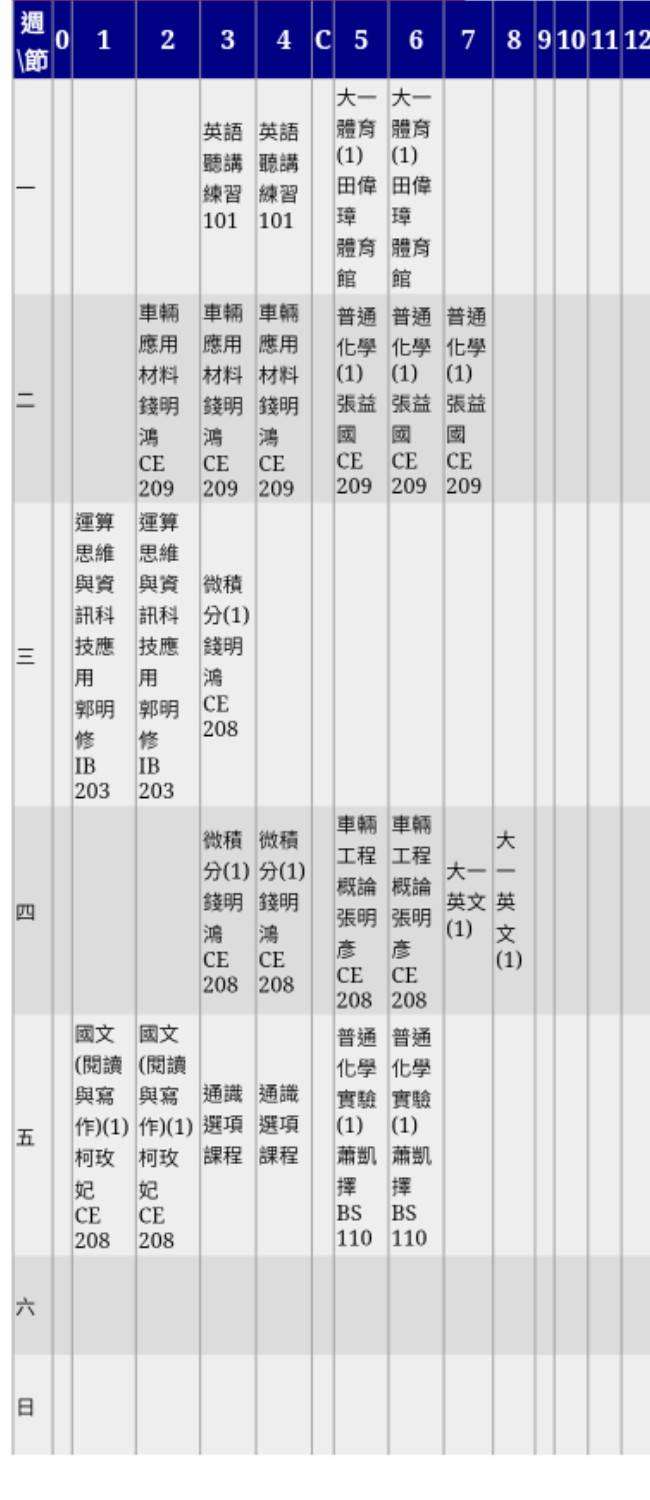 週\節 0 1 2 3 4 C 5 6 7 8 9 10 11 12
一
英語聽講練習 101
英語聽講練習 101
大一體育(1) 田偉璋 體育館
大一體育(1) 田偉璋 體育館
二
車輛應用材料 錢明鴻 CE 209
車輛應用材料 錢明鴻 CE 209
車輛應用材料 錢明鴻 CE 209
普通化學(1) 張益國 CE 209
普通化學(1) 張益國 CE 209
普通化學(1) 張益國 CE 209
三
運算思維與資訊科技應用 郭明修 IB 203
運算思維與資訊科技應用 郭明修 IB 203
微積分(1) 錢明鴻 CE 208
四
微積分(1) 錢明鴻 CE 208
微積分(1) 錢明鴻 CE 208
車輛工程概論 張明彥 CE 208
車輛工程概論 張明彥 CE 208
大一英文(1)
大一英文(1)
五
國文(閱讀與寫作)(1) 柯玫妃 CE 208
國文(閱讀與寫作)(1) 柯玫妃 CE 208
通識選項課程
通識選項課程
普通化學實驗(1) 蕭凱擇 BS 110
普通化學實驗(1) 蕭凱擇 BS 110
六
日